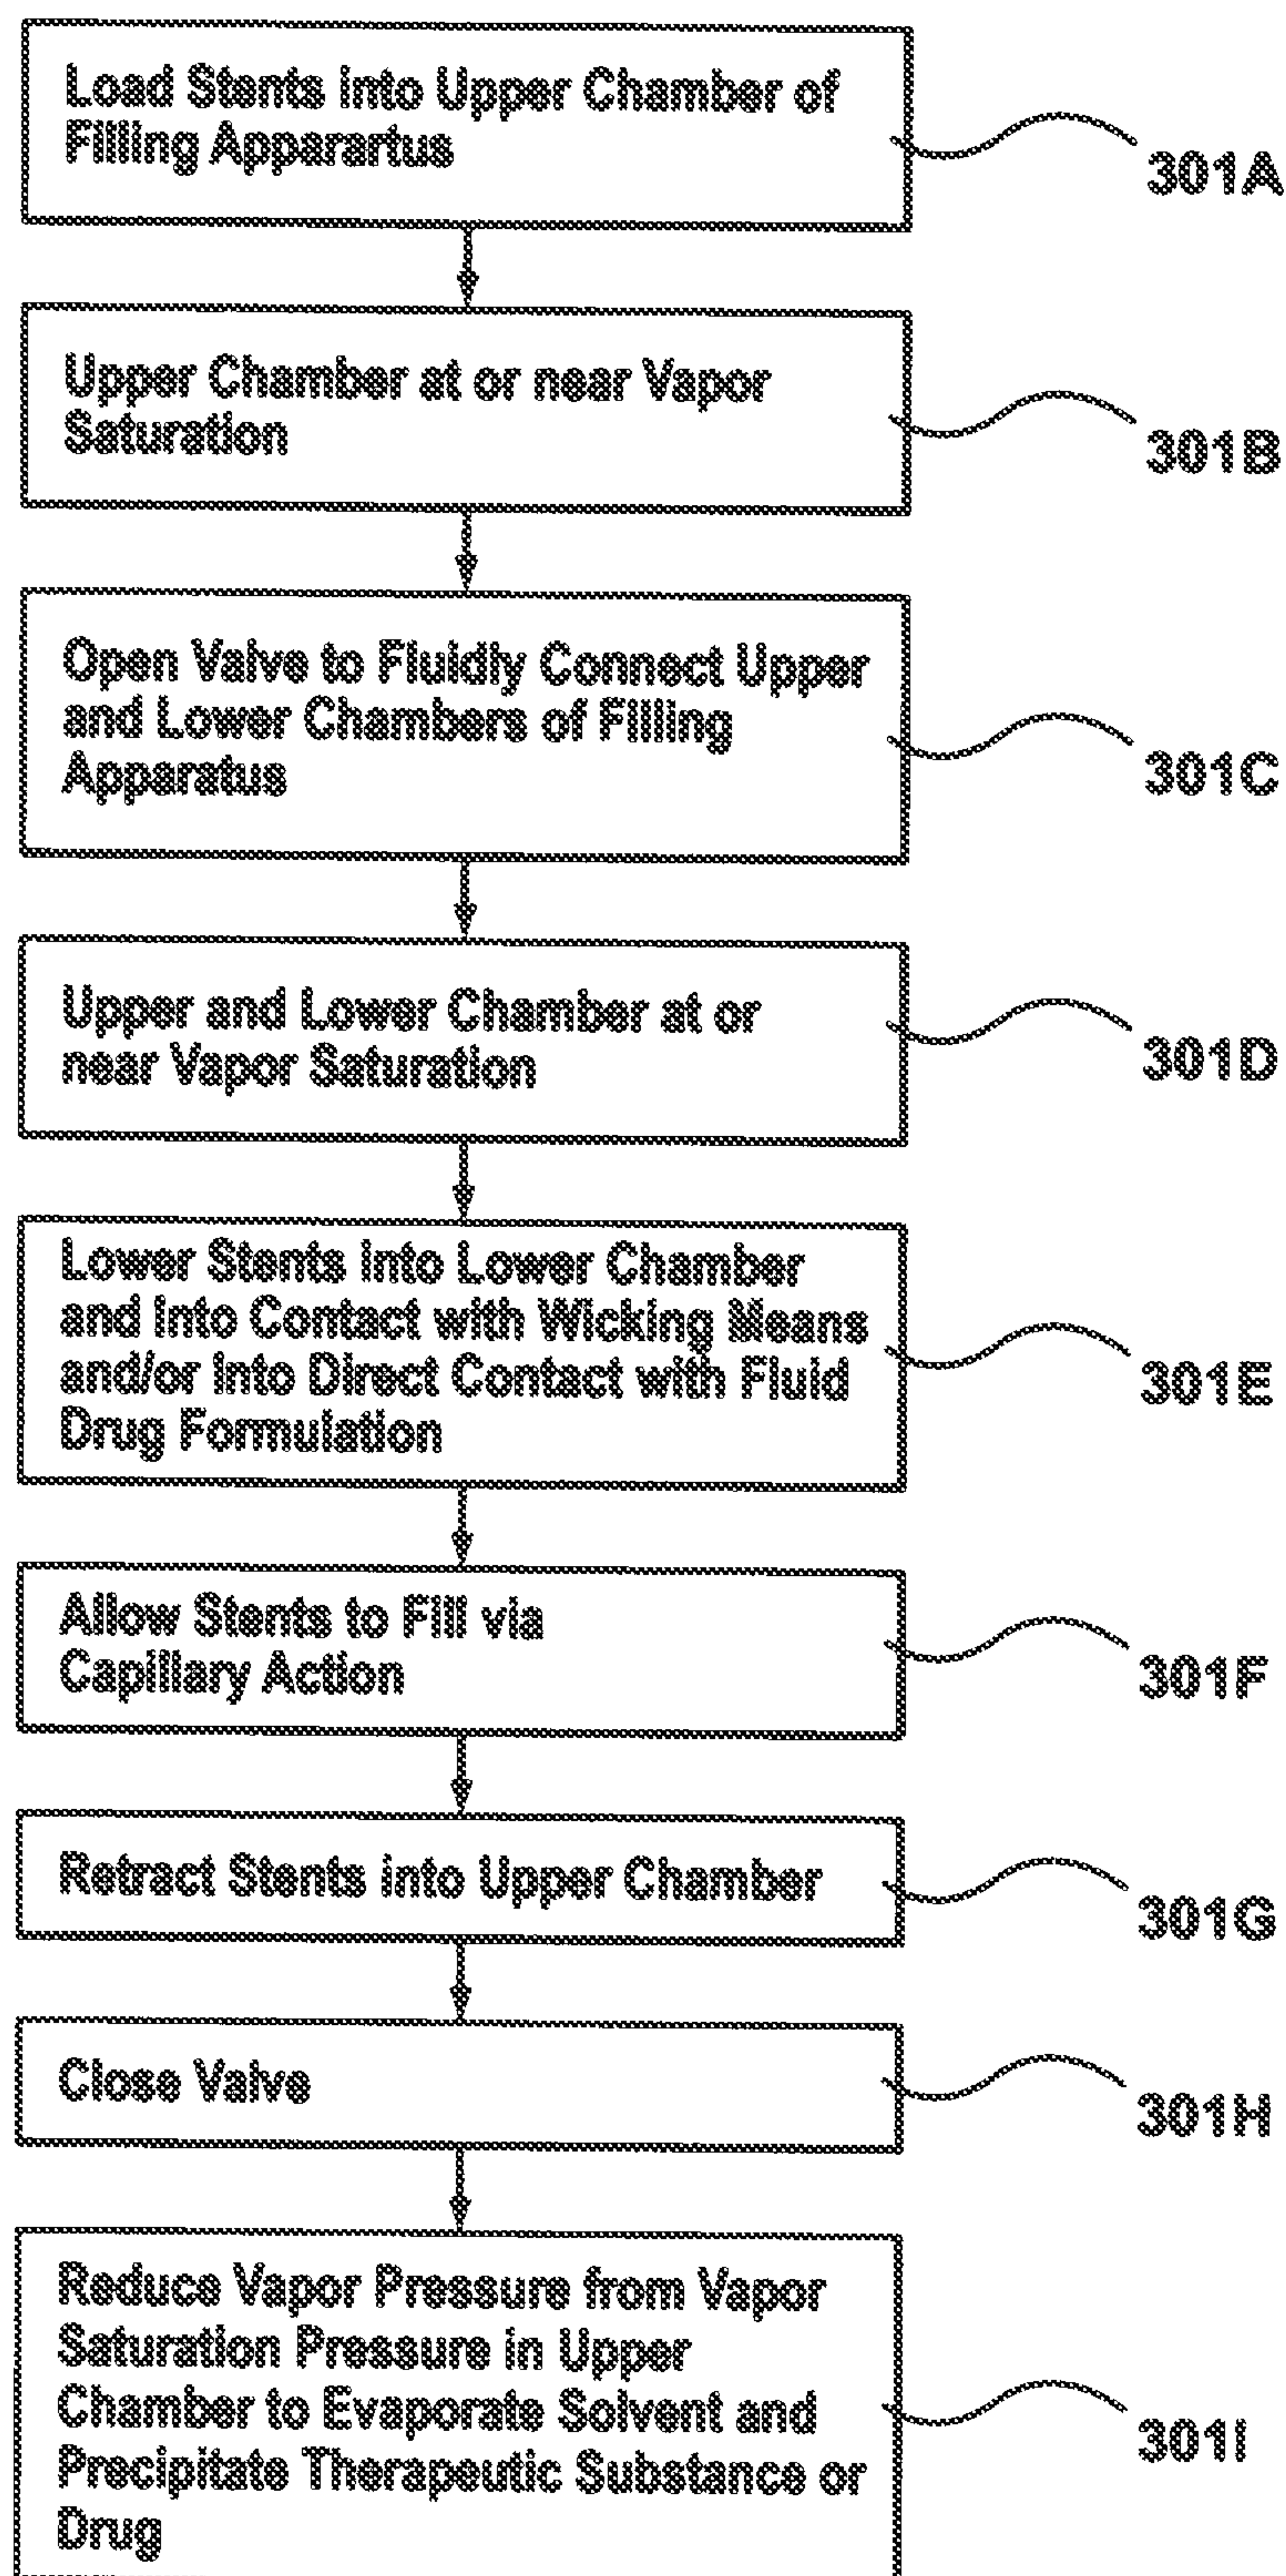 Load Stents into Upper Chamber of
Filling Apparartus
301A
Upper Chamber at or near Vapor
Saturation
301B
Open Valve to Fluidly Connect Upper
and Lower Chambers of Filling
Apparatus
301C
Upper and Lower Chamber at or
near Vapor Saturation
301D
Lower Stents into Lower Chamber
and into Contact with Wicking Means
and/or into Direct Contact with Fluid
Drug Formulation
301E
Allow Stents to Fill via
Capillary Action
301F
Retract Stents into Upper Chamber
301G
Close Valve
301H
Reduce Vapor Pressure from Vapor
Saturation Pressure in Upper
Chamber to Evaporate Solvent and
Precipitate Therapeutic Substance or
Drug
301I